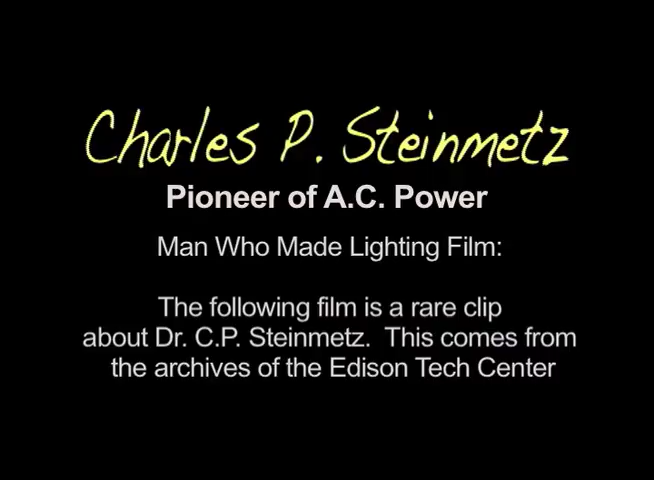 Charles P. Steinmetz
Pioneer of A.C. Power
Man Who Made Lighting Film:
The following film is a rare clip
about Dr. C.P. Steinmetz.  This comes from
the archives of the Edison Tech Center